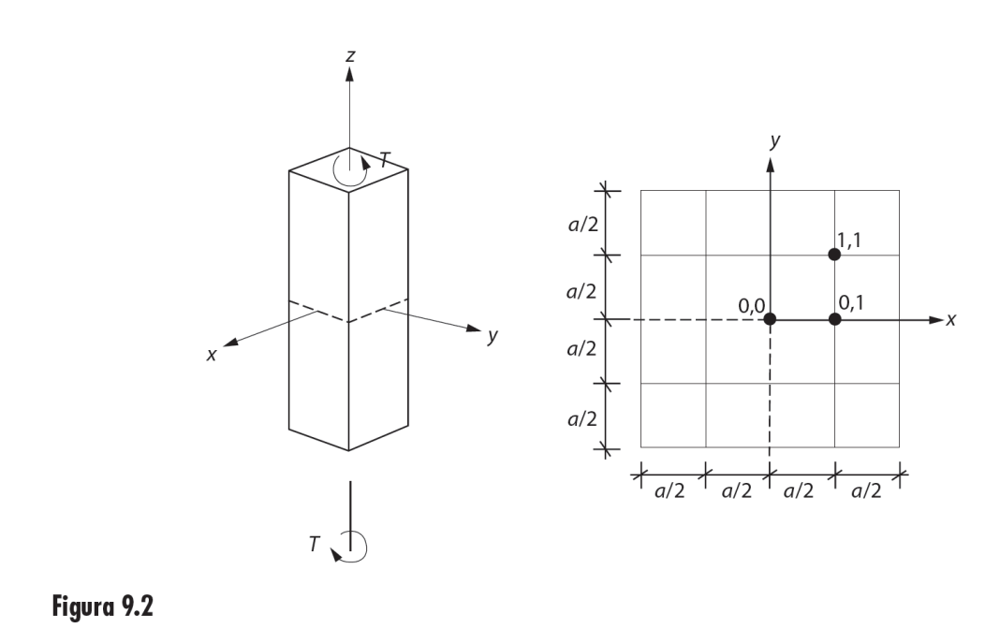 z
T
x
y
T
y
a/2
1,1
a/2
0,0
0,1
x
a/2
a/2
a/2 a/2 a/2 a/2
Figura 9.2